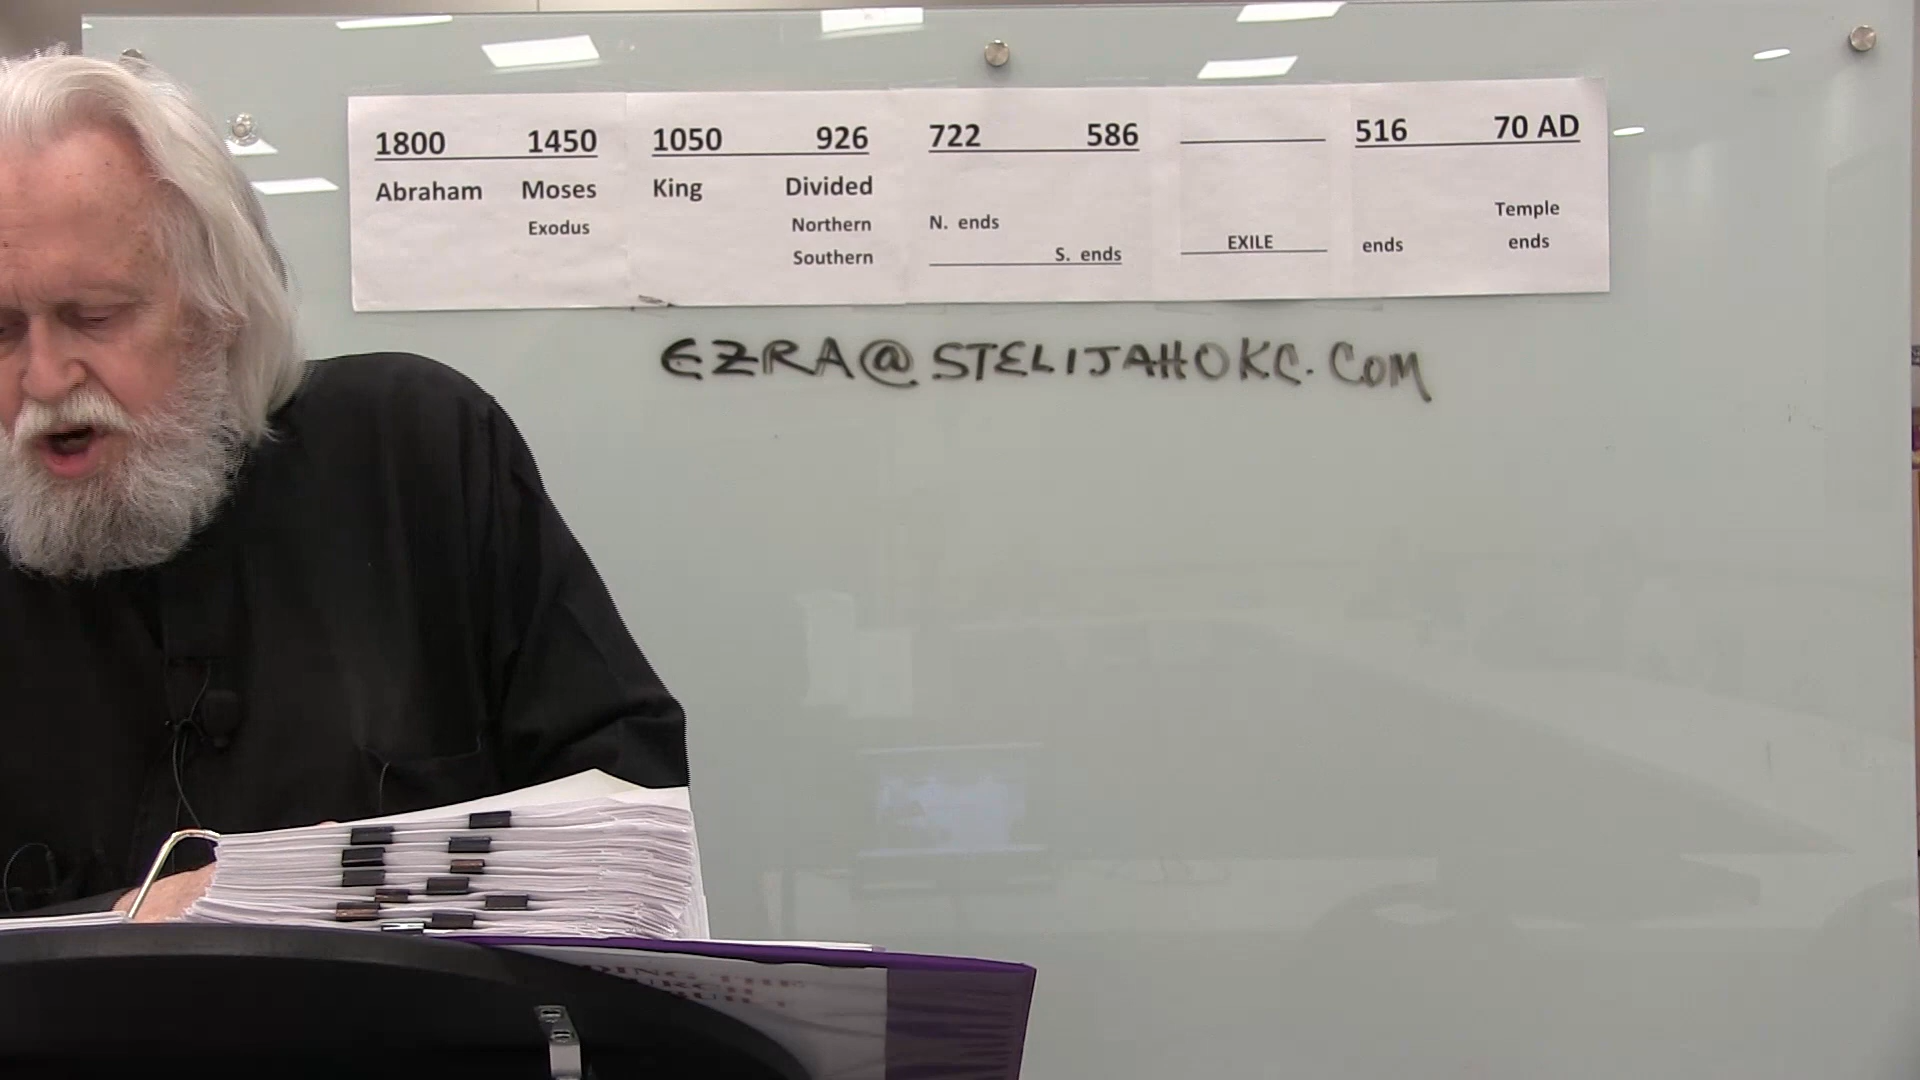 1800 1450 1050 926 722 586 516 70 AD
Abraham Moses King Divided
Exodus Northern N. ends Temple
Southern S. ends EXILE ends ends
EZRA@STELIJAHOKC.COM